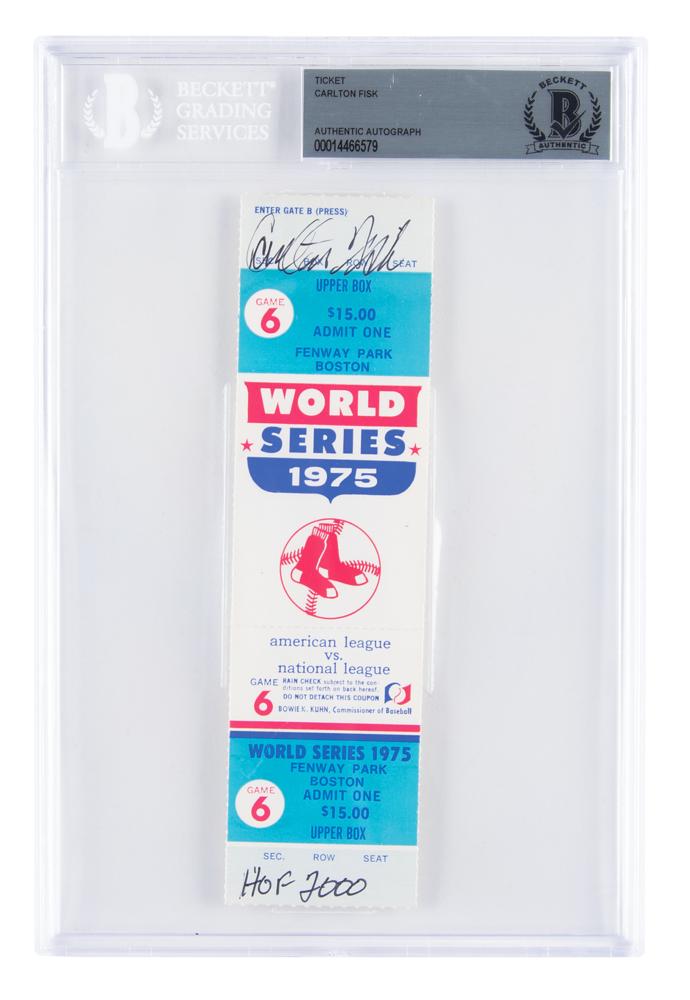 BECKETT®
GRADING
SERVICES
B
TICKET
CARLTON FISK
AUTHENTIC AUTOGRAPH
00014466579
BECKETT
B
AUTHENTIC
ENTER GATE B (PRESS)
Carlton Fisk
SEC. BOX ROW SEAT
UPPER BOX
GAME
6
$15.00
ADMIT ONE
FENWAY PARK
BOSTON
WORLD
SERIES
1975
american league
vs.
national league
GAME
6
RAIN CHECK subject to the con-
ditions set forth on back hereof.
DO NOT DETACH THIS COUPON
BOWIE K. KUHN, Commissioner of Baseball
WORLD SERIES 1975
FENWAY PARK
BOSTON
GAME
6
ADMIT ONE
$15.00
UPPER BOX
SEC. ROW SEAT
HOF 2000